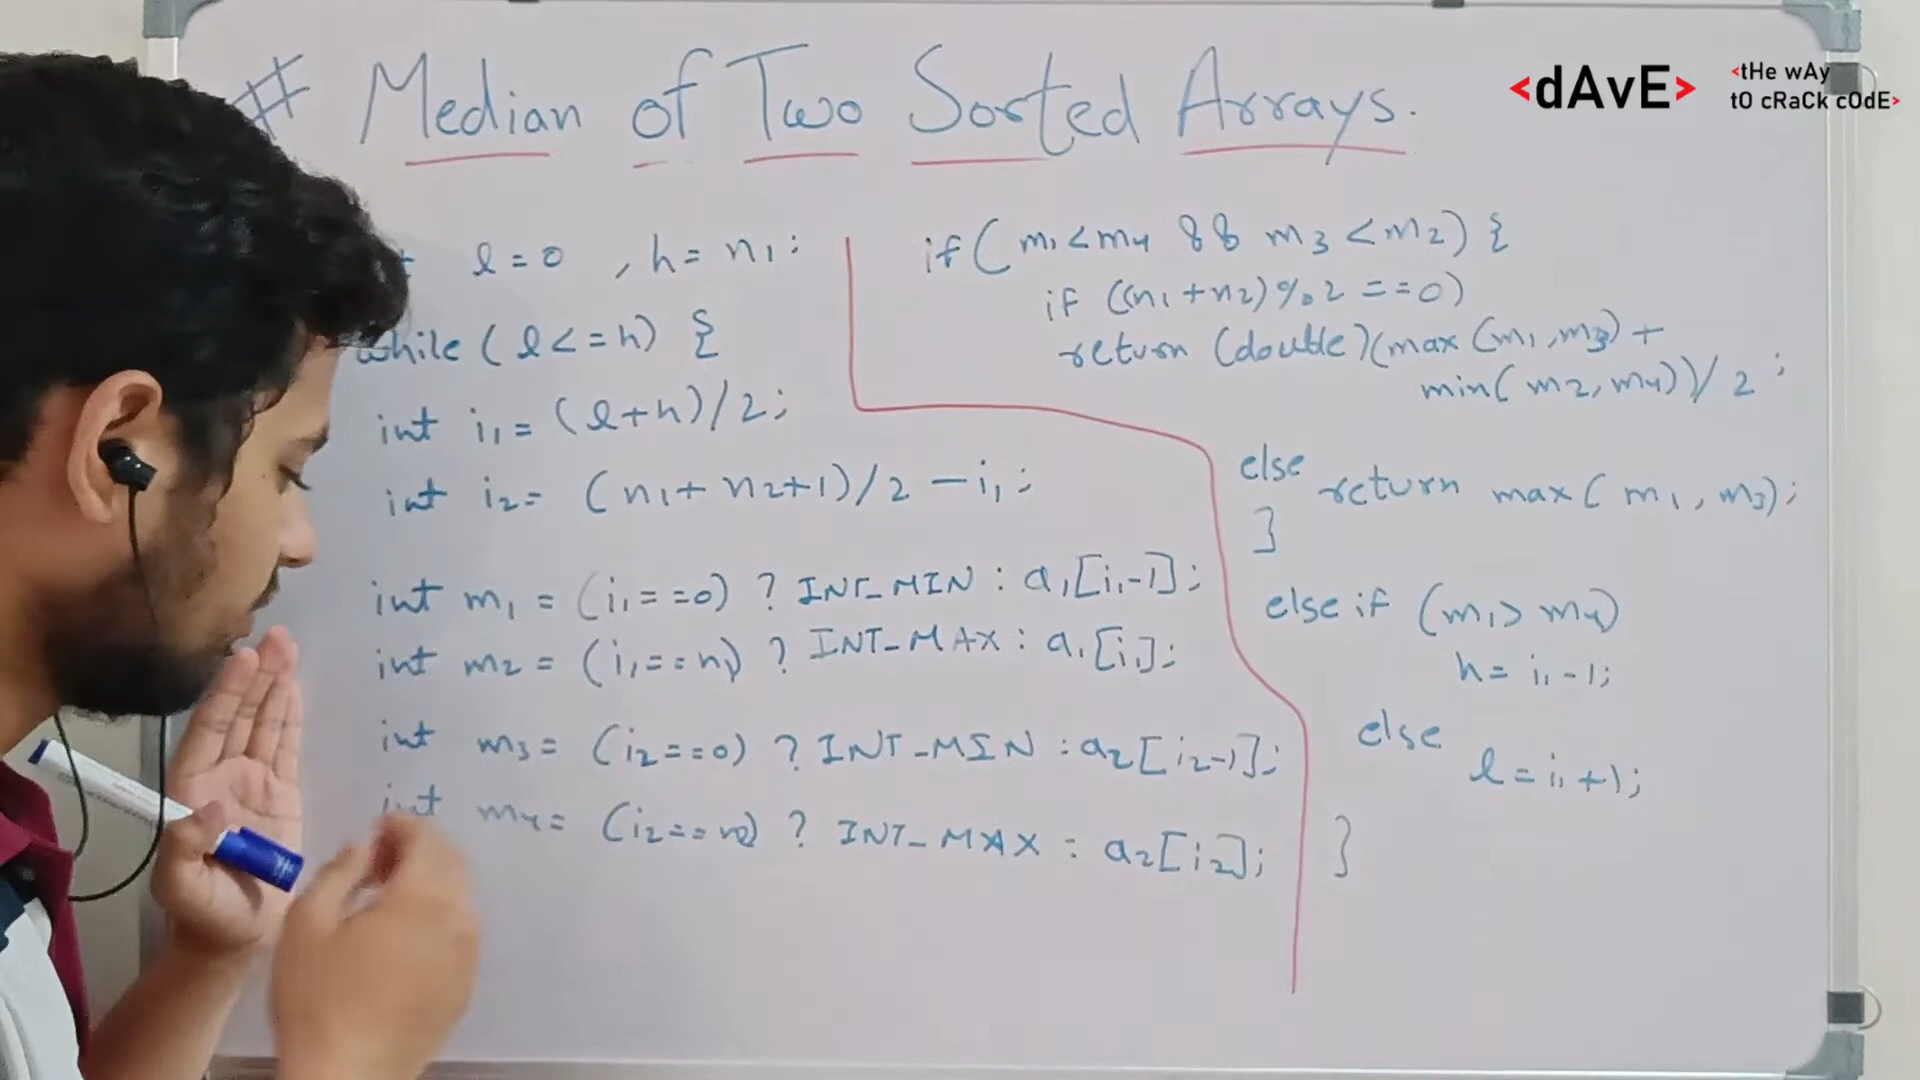 # Median of Two Sorted Arrays.
<dAvE>
<tHe wAy
tO cRaCk cOdE>
l=0 , h= n1;
while ( l<=h) {
int i1 = (l+h)/2;
int i2= (n1+ n2+1)/2 - i1;
int m1 = (i1==0) ? INT_MIN : a1[i1-1];
int m2 = (i1==n1) ? INT_MAX : a1[i1];
int m3= (i2==0) ? INT_MIN : a2[i2-1];
int m4= (i2==n2) ? INT_MAX : a2[i2];
if( m1<m4 && m3<m2) {
if ((n1+n2)%2==0)
return (double)(max(m1,m3)+
min(m2,m4))/2;
else
return max(m1,m3);
}
else if (m1>m4)
h= i1-1;
else
l= i1+1;
}